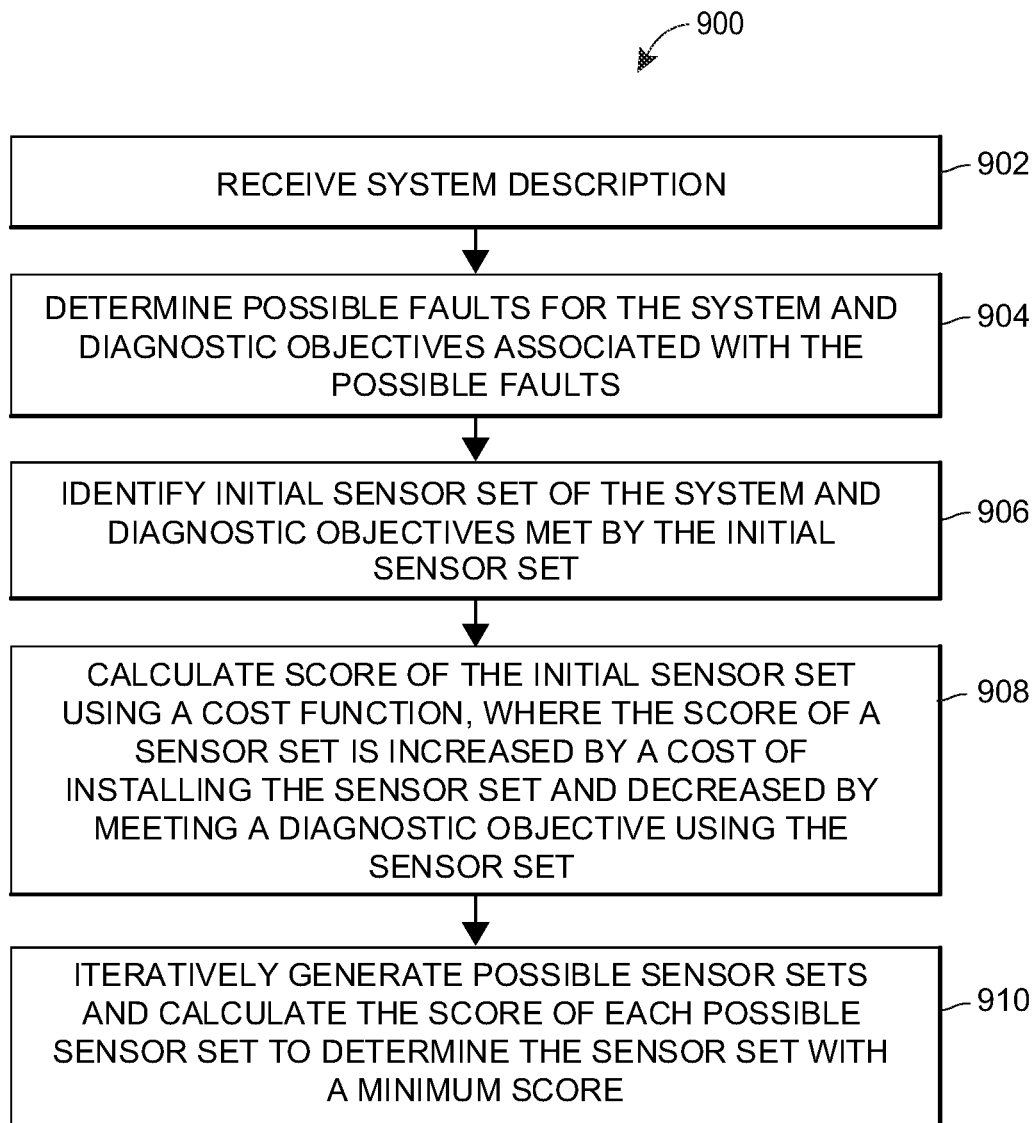 900
RECEIVE SYSTEM DESCRIPTION
902
DETERMINE POSSIBLE FAULTS FOR THE SYSTEM AND
DIAGNOSTIC OBJECTIVES ASSOCIATED WITH THE
POSSIBLE FAULTS
904
IDENTIFY INITIAL SENSOR SET OF THE SYSTEM AND
DIAGNOSTIC OBJECTIVES MET BY THE INITIAL
SENSOR SET
906
CALCULATE SCORE OF THE INITIAL SENSOR SET
USING A COST FUNCTION, WHERE THE SCORE OF A
SENSOR SET IS INCREASED BY A COST OF
INSTALLING THE SENSOR SET AND DECREASED BY
MEETING A DIAGNOSTIC OBJECTIVE USING THE
SENSOR SET
908
ITERATIVELY GENERATE POSSIBLE SENSOR SETS
AND CALCULATE THE SCORE OF EACH POSSIBLE
SENSOR SET TO DETERMINE THE SENSOR SET WITH
A MINIMUM SCORE
910